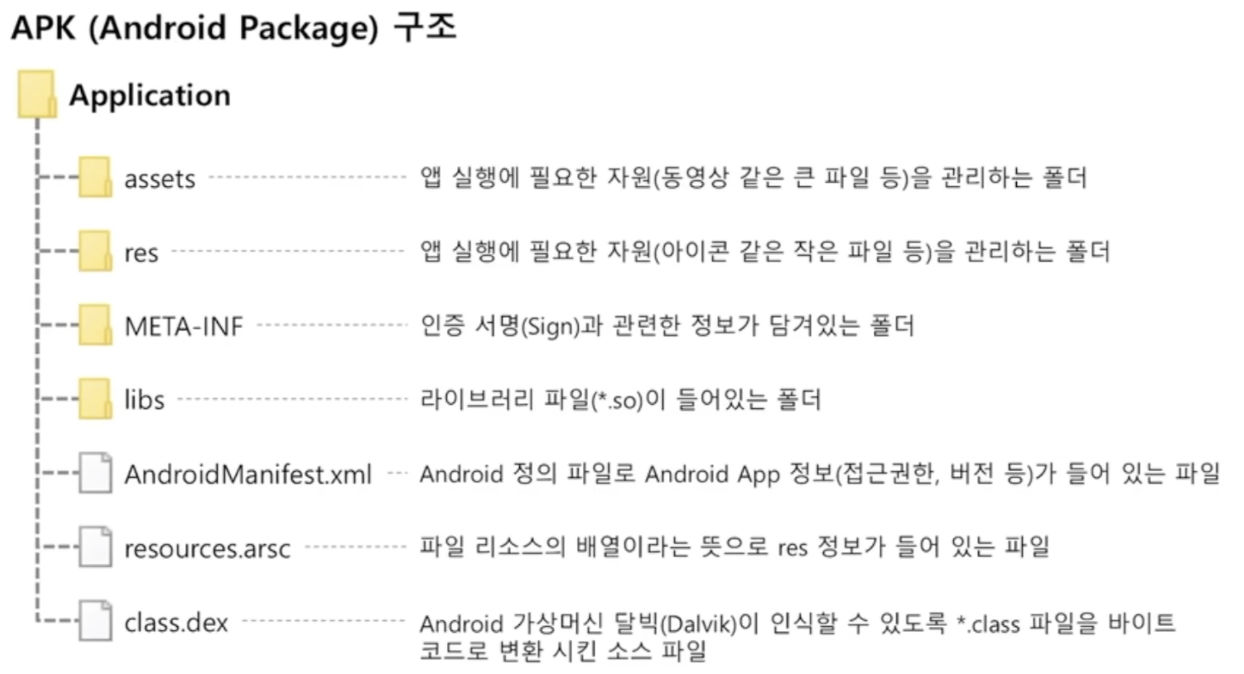 APK (Android Package) 구조
Application
assets 앱 실행에 필요한 자원(동영상 같은 큰 파일 등)을 관리하는 폴더
res 앱 실행에 필요한 자원(아이콘 같은 작은 파일 등)을 관리하는 폴더
META-INF 인증 서명(Sign)과 관련한 정보가 담겨있는 폴더
libs 라이브러리 파일(*.so)이 들어있는 폴더
AndroidManifest.xml Android 정의 파일로 Android App 정보(접근권한, 버전 등)가 들어 있는 파일
resources.arsc 파일 리소스의 배열이라는 뜻으로 res 정보가 들어 있는 파일
class.dex Android 가상머신 달빅(Dalvik)이 인식할 수 있도록 *.class 파일을 바이트
코드로 변환 시킨 소스 파일